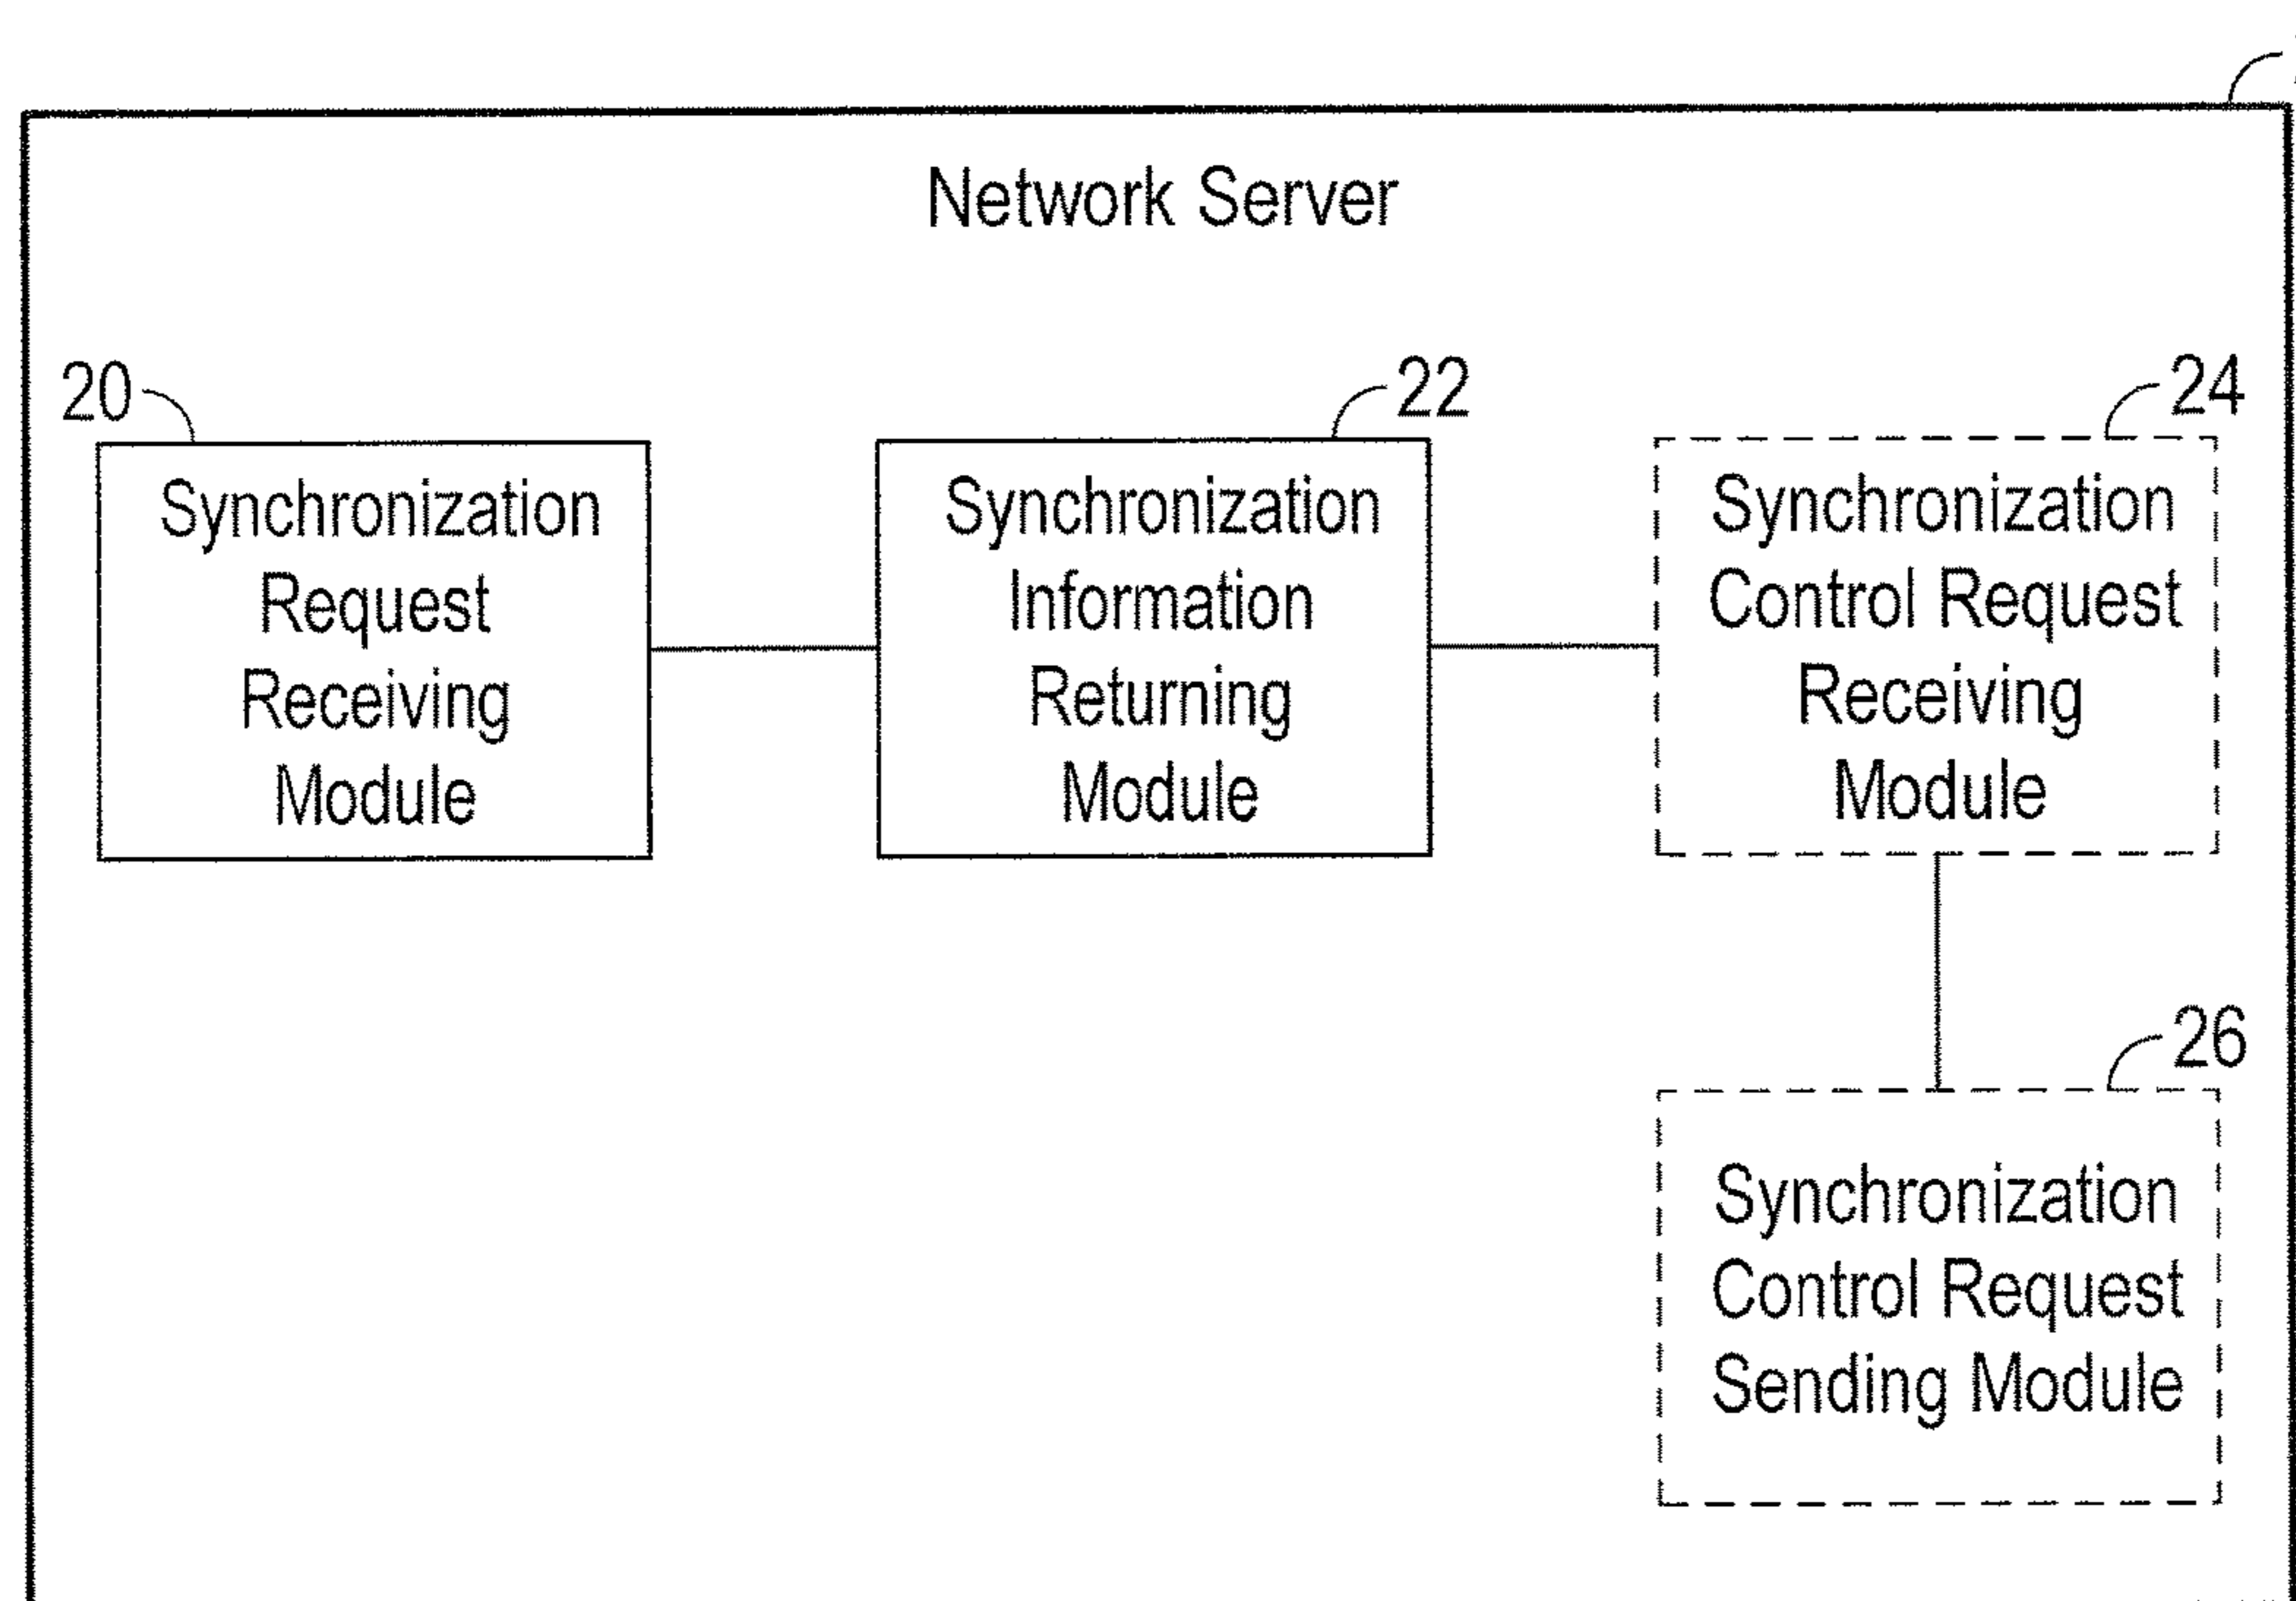 Network Server
20
22
24
Synchronization
Request
Receiving
Module
Synchronization
Information
Returning
Module
Synchronization
Control Request
Receiving
Module
26
Synchronization
Control Request
Sending Module